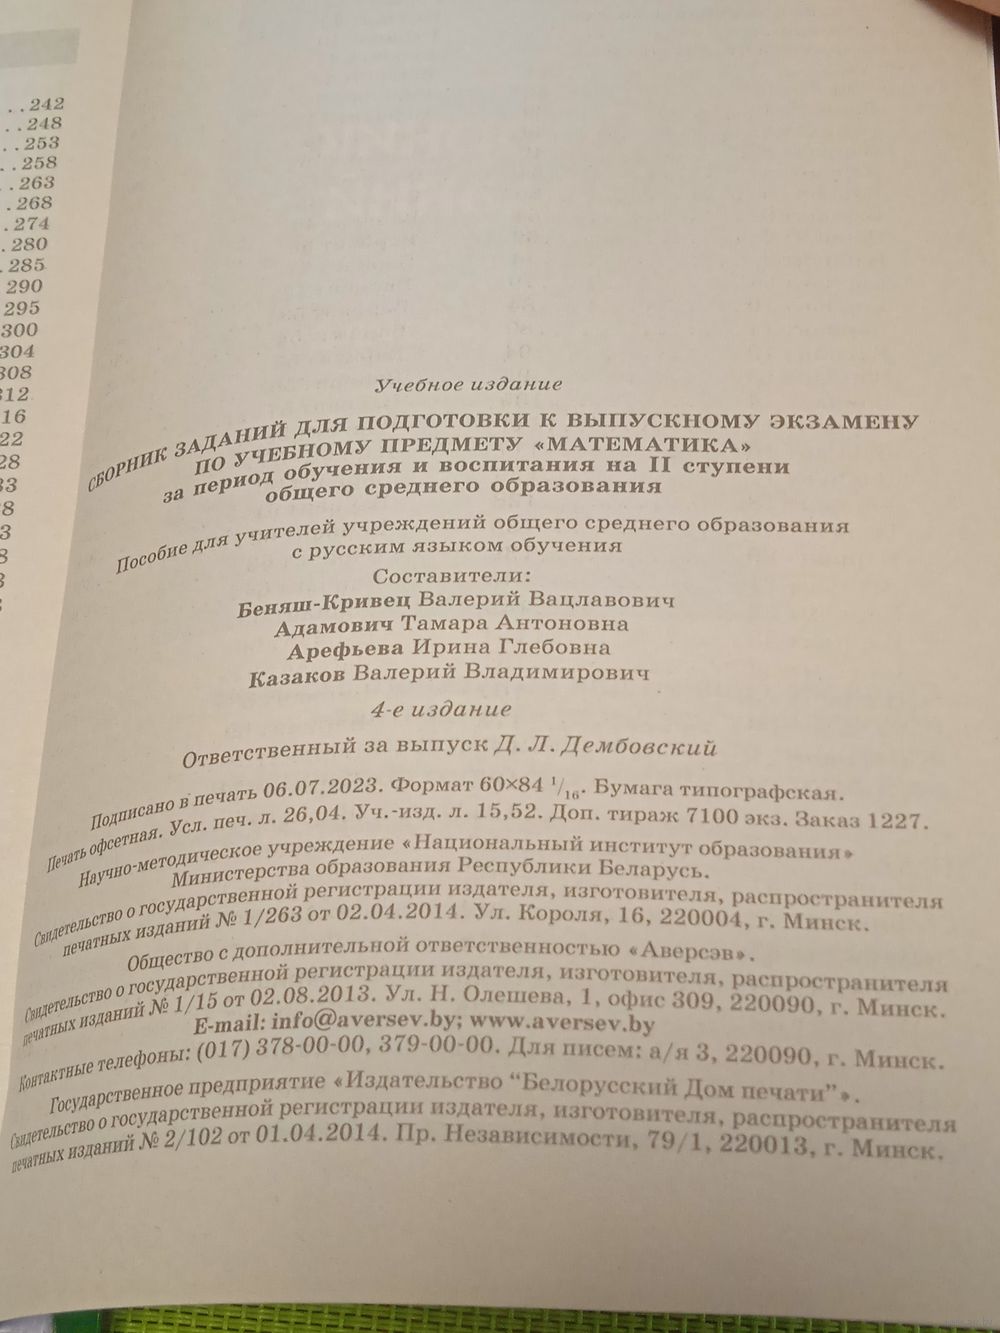 . . 242
. . 248
. . 253
. . 258
. . 263
. 268
. 274
. 280
. 285
290
295
300
304
308
312
16
22
28
33
8
3
8
3
Учебное издание
СБОРНИК ЗАДАНИЙ ДЛЯ ПОДГОТОВКИ К ВЫПУСКНОМУ ЭКЗАМЕНУ
ПО УЧЕБНОМУ ПРЕДМЕТУ «МАТЕМАТИКА»
за период обучения и воспитания на II ступени
общего среднего образования
Пособие для учителей учреждений общего среднего образования
с русским языком обучения
Составители:
Беняш-Кривец Валерий Вацлавович
Адамович Тамара Антоновна
Арефьева Ирина Глебовна
Казаков Валерий Владимирович
4-е издание
Ответственный за выпуск Д. Л. Дембовский
Подписано в печать 06.07.2023. Формат 60×84 1/16. Бумага типографская.
Печать офсетная. Усл. печ. л. 26,04. Уч.-изд. л. 15,52. Доп. тираж 7100 экз. Заказ 1227.
Научно-методическое учреждение «Национальный институт образования»
Министерства образования Республики Беларусь.
Свидетельство о государственной регистрации издателя, изготовителя, распространителя
печатных изданий № 1/263 от 02.04.2014. Ул. Короля, 16, 220004, г. Минск.
Общество с дополнительной ответственностью «Аверсэв».
Свидетельство о государственной регистрации издателя, изготовителя, распространителя
печатных изданий № 1/15 от 02.08.2013. Ул. Н. Олешева, 1, офис 309, 220090, г. Минск.
E-mail: info@aversev.by; www.aversev.by
Контактные телефоны: (017) 378-00-00, 379-00-00. Для писем: а/я 3, 220090, г. Минск.
Государственное предприятие «Издательство “Белорусский Дом печати”».
Свидетельство о государственной регистрации издателя, изготовителя, распространителя
печатных изданий № 2/102 от 01.04.2014. Пр. Независимости, 79/1, 220013, г. Минск.